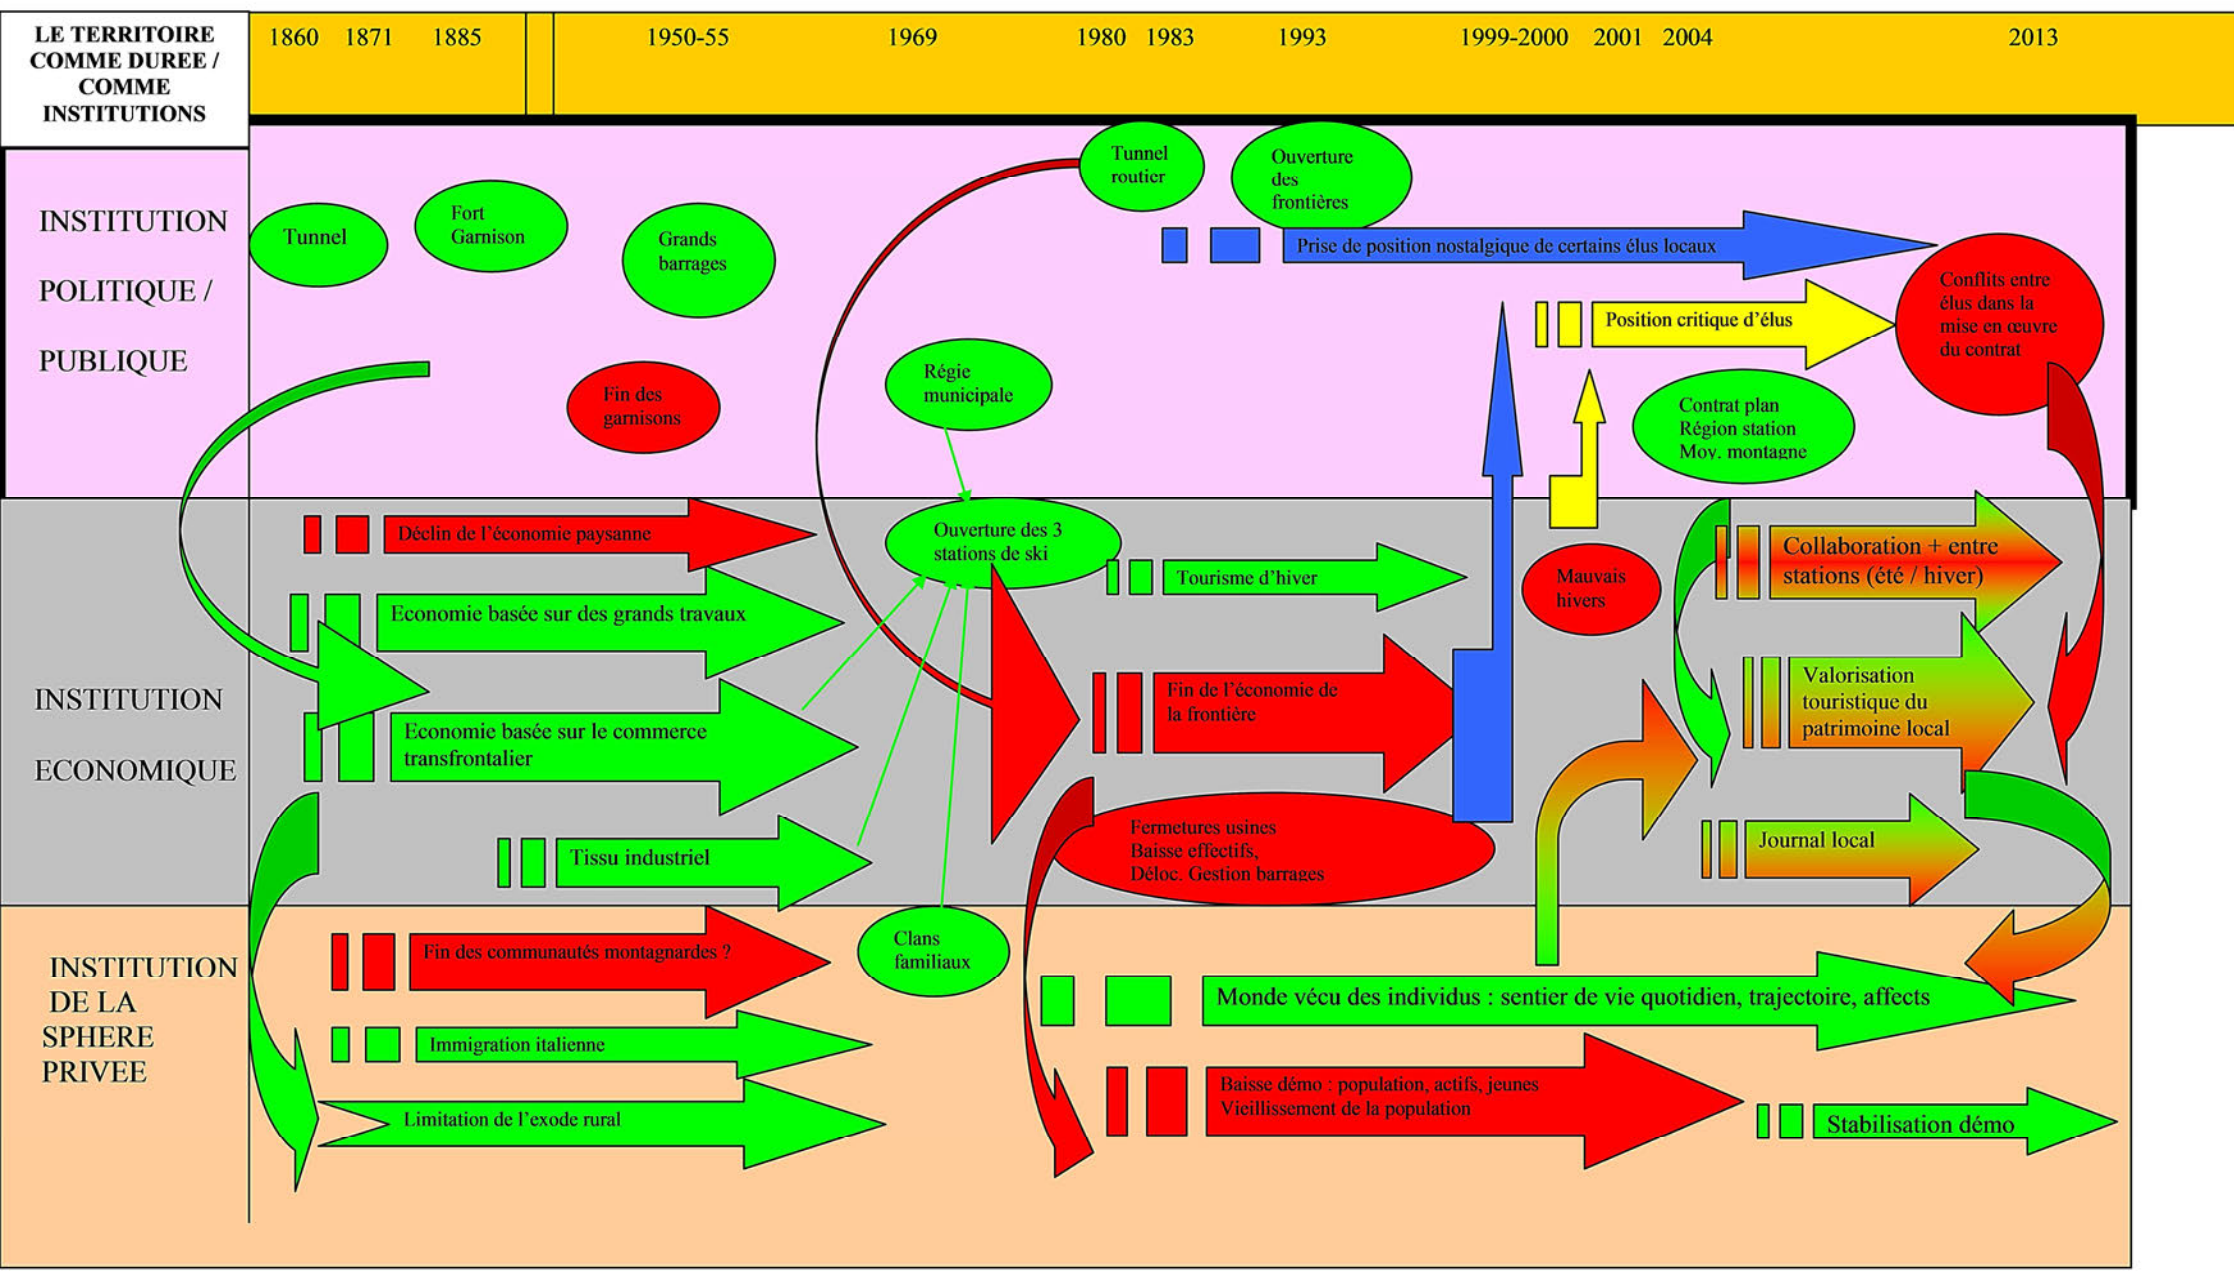 LE TERRITOIRE
COMME DUREE /
COMME
INSTITUTIONS
1860 1871 1885 1950-55 1969 1980 1983 1993 1999-2000 2001 2004 2013
INSTITUTION
POLITIQUE /
PUBLIQUE
Tunnel
Fort
Garnison
Grands
barrages
Fin des
garnisons
Régie
municipale
Tunnel
routier
Ouverture
des
frontières
Prise de position nostalgique de certains élus locaux
Position critique d'élus
Contrat plan
Région station
Moy. montagne
Conflits entre
élus dans la
mise en œuvre
du contrat
INSTITUTION
ECONOMIQUE
Déclin de l'économie paysanne
Economie basée sur des grands travaux
Economie basée sur le commerce
transfrontalier
Tissu industriel
Ouverture des 3
stations de ski
Tourisme d'hiver
Fin de l'économie de
la frontière
Fermetures usines
Baisse effectifs,
Déloc. Gestion barrages
Mauvais
hivers
Collaboration + entre
stations (été / hiver)
Valorisation
touristique du
patrimoine local
Journal local
INSTITUTION
DE LA
SPHERE
PRIVEE
Fin des communautés montagnardes ?
Immigration italienne
Limitation de l'exode rural
Clans
familiaux
Monde vécu des individus : sentier de vie quotidien, trajectoire, affects
Baisse démo : population, actifs, jeunes
Vieillissement de la population
Stabilisation démo